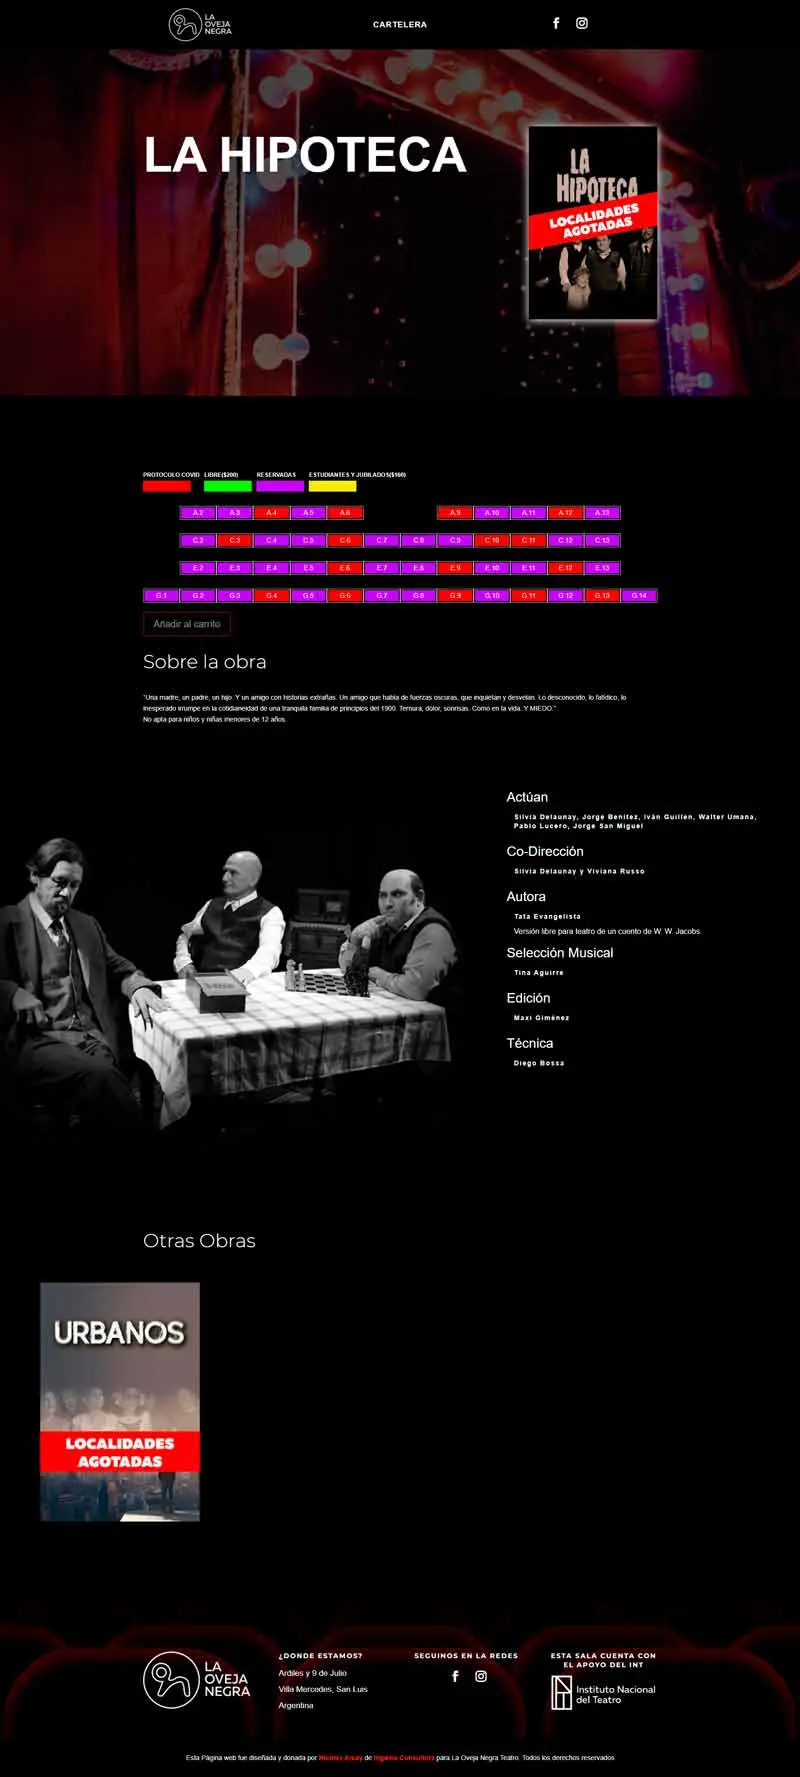 LA
OVEJA
NEGRA
CARTELERA
LA HIPOTECA
LA
HIPOTECA
LOCALIDADES
AGOTADAS
PROTOCOLO COVID LIBRE($200) RESERVADAS ESTUDIANTES Y JUBILADOS($160)
A.2 A.3 A.4 A.5 A.6 A.9 A.10 A.11 A.12 A.13
C.2 C.3 C.4 C.5 C.6 C.7 C.8 C.9 C.10 C.11 C.12 C.13
E.2 E.3 E.4 E.5 E.6 E.7 E.8 E.9 E.10 E.11 E.12 E.13
G.1 G.2 G.3 G.4 G.5 G.6 G.7 G.8 G.9 G.10 G.11 G.12 G.13 G.14
Añadir al carrito
Sobre la obra
"Una madre, un padre, un hijo. Y un amigo con historias extrañas. Un amigo que habla de fuerzas oscuras, que inquietan y desvelan. Lo desconocido, lo fatídico, lo
inesperado irrumpe en la cotidianeidad de una tranquila familia de principios del 1900. Ternura, dolor, sonrisas. Como en la vida. Y MIEDO."
No apta para niños y niñas menores de 12 años.
Actúan
Silvia Delaunay, Jorge Benitez, Iván Guillen, Walter Umana,
Pablo Lucero, Jorge San Miguel
Co-Dirección
Silvia Delaunay y Viviana Russo
Autora
Tata Evangelista
Versión libre para teatro de un cuento de W. W. Jacobs.
Selección Musical
Tina Aguirre
Edición
Maxi Giménez
Técnica
Diego Bossa
Otras Obras
URBANOS
LOCALIDADES
AGOTADAS
LA
OVEJA
NEGRA
¿DONDE ESTAMOS?
Ardiles y 9 de Julio
Villa Mercedes, San Luis
Argentina
SEGUINOS EN LA REDES
ESTA SALA CUENTA CON
EL APOYO DEL INT
Instituto Nacional
del Teatro
Esta Página web fue diseñada y donada por Nicolás Arcay de Ingenia Consultora para La Oveja Negra Teatro. Todos los derechos reservados